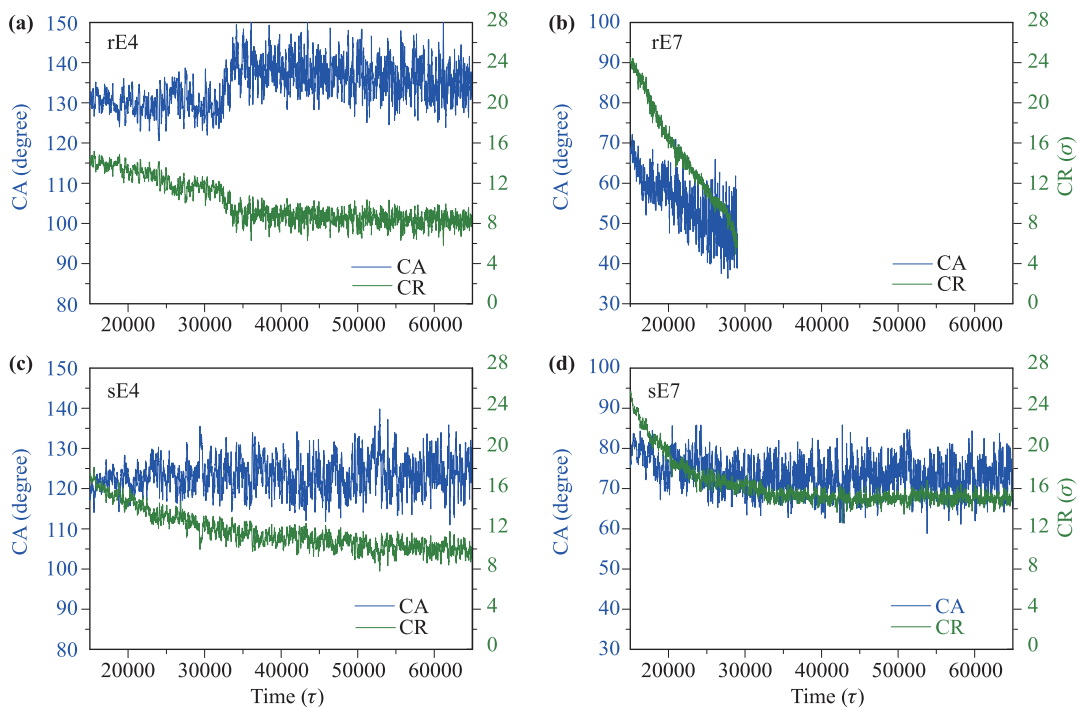 (a)
rE4
CA (degree)
150
140
130
120
110
100
90
80
28
24
20
16
12
8
4
0
CA
CR
20000 30000 40000 50000 60000
(b)
rE7
CA (degree)
100
90
80
70
60
50
40
30
28
24
20
16
12
8
4
0
CR (σ)
CA
CR
20000 30000 40000 50000 60000
(c)
sE4
CA (degree)
150
140
130
120
110
100
90
80
28
24
20
16
12
8
4
0
CA
CR
20000 30000 40000 50000 60000
Time (τ)
(d)
sE7
CA (degree)
100
90
80
70
60
50
40
30
28
24
20
16
12
8
4
0
CR (σ)
CA
CR
20000 30000 40000 50000 60000
Time (τ)